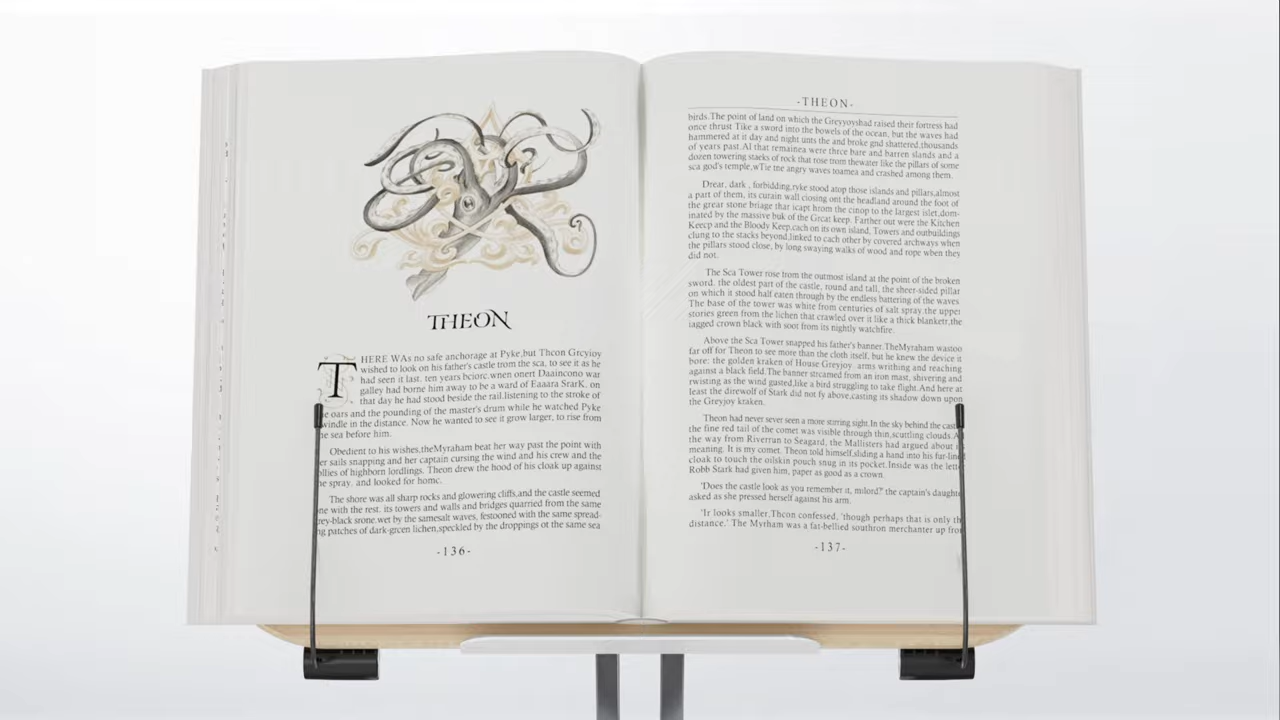 THEON
THERE WAs no safe anchorage at Pyke,but Thcon Grcyjoy
wished to look on his father's castle from the sca, to see it as he
had seen it last. ten years bciorc.when onert Daaincono war
galley had borne him away to be a ward of Eaaara SrarK. on
that day he had stood beside the rail.listening to the stroke of
he oars and the pounding of the master's drum while he watched Pyke
windle in the distance. Now he wanted to see it grow larger, to rise from
he sea before him.
Obedient to his wishes,theMyraham beat her way past the point with
er sails snapping and her captain cursing the wind and his crew and the
ollies of highborn lordlings. Theon drew the hood of his cloak up against
he spray. and looked for homc.
The shore was all sharp rocks and glowering cliffs,and the castle seemed
ne with the rest. its towers and walls and bridges quarried from the same
rey-black srone.wet by the samesalt waves, festooned with the same spread-
ng patches of dark-grcen lichen,speckled by the droppings ot the same sea
-136-
-THEON-
birds.The point of land on which the Greyyoyshad raised their fortress had
once thrust Tike a sword into the bowels of the ocean, but the waves had
hammered at it day and night unts the and broke gnd shattered,thousands
of years past.Al that remainea were three bare and barren slands and a
dozen towering stacks of rock that rose from thewater like the pillars of some
sca god's temple,wTie tne angry waves toamea and crashed among them.
Drear, dark , forbidding,ryke stood atop those islands and pillars,almost
a part of them, its curain wall closing ont the headland around the foot of
the great stone briage that icapt hrom the cinop to the largest islet,dom-
inated by the massive buk of the Grcat keep. Farther out were the Kitchen
Keecp and the Bloody Keep,cach on its own island, Towers and outbuildings
clung to the stacks beyond,linked to cach other by covered archways when
the pillars stood close, by long swaying walks of wood and rope when they
did not.
The Sca Tower rose from the outmost island at the point of the broken
sword. the oldest part of the castle, round and tall, the sheer-sided pillar
on which it stood half eaten through by the endless battering of the waves
The base of the tower was white from centuries of salt spray.the upper
stories green from the lichen that crawled over it like a thick blanketr,the
iagged crown black with soot from its nightly watchfire.
Above the Sca Tower snapped his father's banner.TheMyraham wastoo
far off for Theon to see more than the cloth itself, but he knew the device it
bore: the golden kraken of House Greyjoy. arms writhing and reaching
against a black field.The banner strcamed from an iron mast, shivering and
rwisting as the wind gasted,like a bird struggling to take flight.And here at
least the direwolf of Stark did not fy above,casting its shadow down upon
the Greyjoy kraken.
Theon had never sever seen a more stirring sight.In the sky behind the cast
the fine red tail of the comet was visible through thin,scuttling clouds.A
the way from Riverrun to Seagard, the Mallisters had argued about
meaning. It is my comet. Theon told himself,sliding a hand into his fur-line
cloak to touch the oilskin pouch snug in its pocket.Inside was the lette
Robb Stark had given him, paper as good as a crown.
'Does the castle look as you remember it, milord?' the captain's daughte
asked as she pressed herself against his arm.
'Ir looks smaller,Thcon confessed, 'though perhaps that is only th
distance.' The Myrham was a fat-bellied southron merchanter up fro
-137-